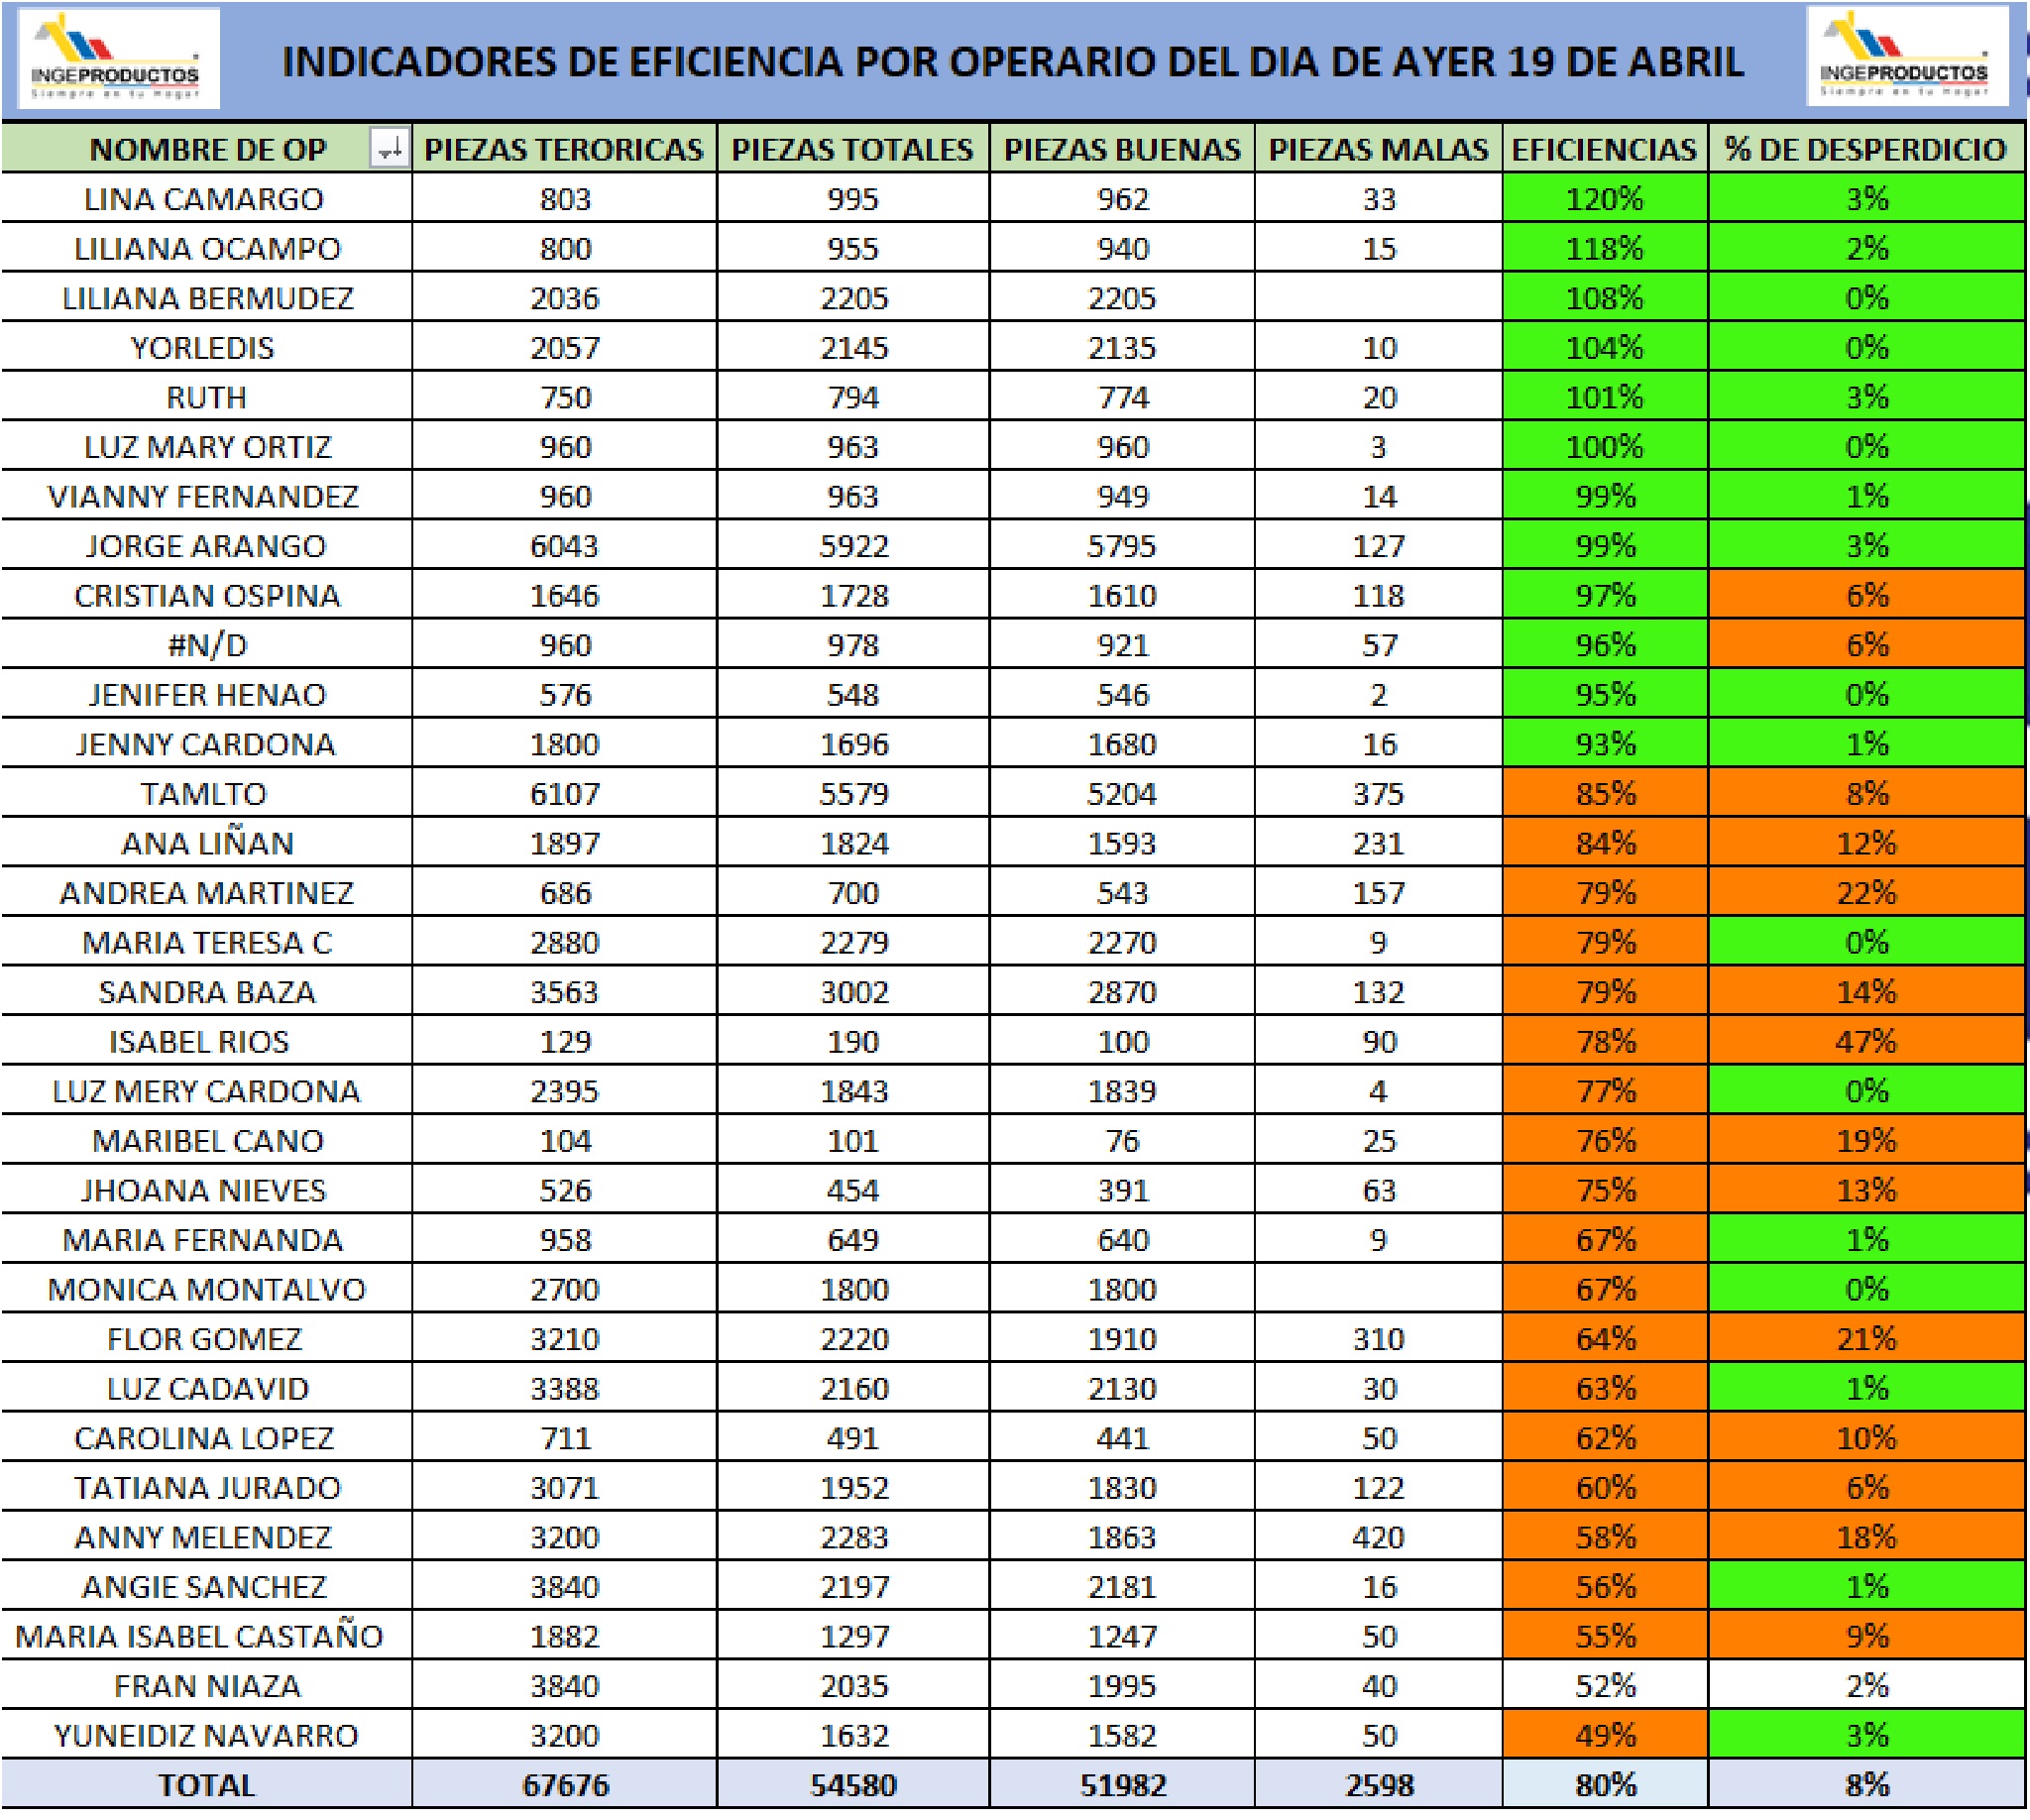 INGEPRODUCTOS
Siempre en tu Hogar
INDICADORES DE EFICIENCIA POR OPERARIO DEL DIA DE AYER 19 DE ABRIL
INGEPRODUCTOS
Siempre en tu Hogar
NOMBRE DE OP PIEZAS TERORICAS PIEZAS TOTALES PIEZAS BUENAS PIEZAS MALAS EFICIENCIAS % DE DESPERDICIO
LINA CAMARGO 803 995 962 33 120% 3%
LILIANA OCAMPO 800 955 940 15 118% 2%
LILIANA BERMUDEZ 2036 2205 2205 108% 0%
YORLEDIS 2057 2145 2135 10 104% 0%
RUTH 750 794 774 20 101% 3%
LUZ MARY ORTIZ 960 963 960 3 100% 0%
VIANNY FERNANDEZ 960 963 949 14 99% 1%
JORGE ARANGO 6043 5922 5795 127 99% 3%
CRISTIAN OSPINA 1646 1728 1610 118 97% 6%
#N/D 960 978 921 57 96% 6%
JENIFER HENAO 576 548 546 2 95% 0%
JENNY CARDONA 1800 1696 1680 16 93% 1%
TAMLTO 6107 5579 5204 375 85% 8%
ANA LIÑAN 1897 1824 1593 231 84% 12%
ANDREA MARTINEZ 686 700 543 157 79% 22%
MARIA TERESA C 2880 2279 2270 9 79% 0%
SANDRA BAZA 3563 3002 2870 132 79% 14%
ISABEL RIOS 129 190 100 90 78% 47%
LUZ MERY CARDONA 2395 1843 1839 4 77% 0%
MARIBEL CANO 104 101 76 25 76% 19%
JHOANA NIEVES 526 454 391 63 75% 13%
MARIA FERNANDA 958 649 640 9 67% 1%
MONICA MONTALVO 2700 1800 1800 67% 0%
FLOR GOMEZ 3210 2220 1910 310 64% 21%
LUZ CADAVID 3388 2160 2130 30 63% 1%
CAROLINA LOPEZ 711 491 441 50 62% 10%
TATIANA JURADO 3071 1952 1830 122 60% 6%
ANNY MELENDEZ 3200 2283 1863 420 58% 18%
ANGIE SANCHEZ 3840 2197 2181 16 56% 1%
MARIA ISABEL CASTAÑO 1882 1297 1247 50 55% 9%
FRAN NIAZA 3840 2035 1995 40 52% 2%
YUNEIDIZ NAVARRO 3200 1632 1582 50 49% 3%
TOTAL 67676 54580 51982 2598 80% 8%